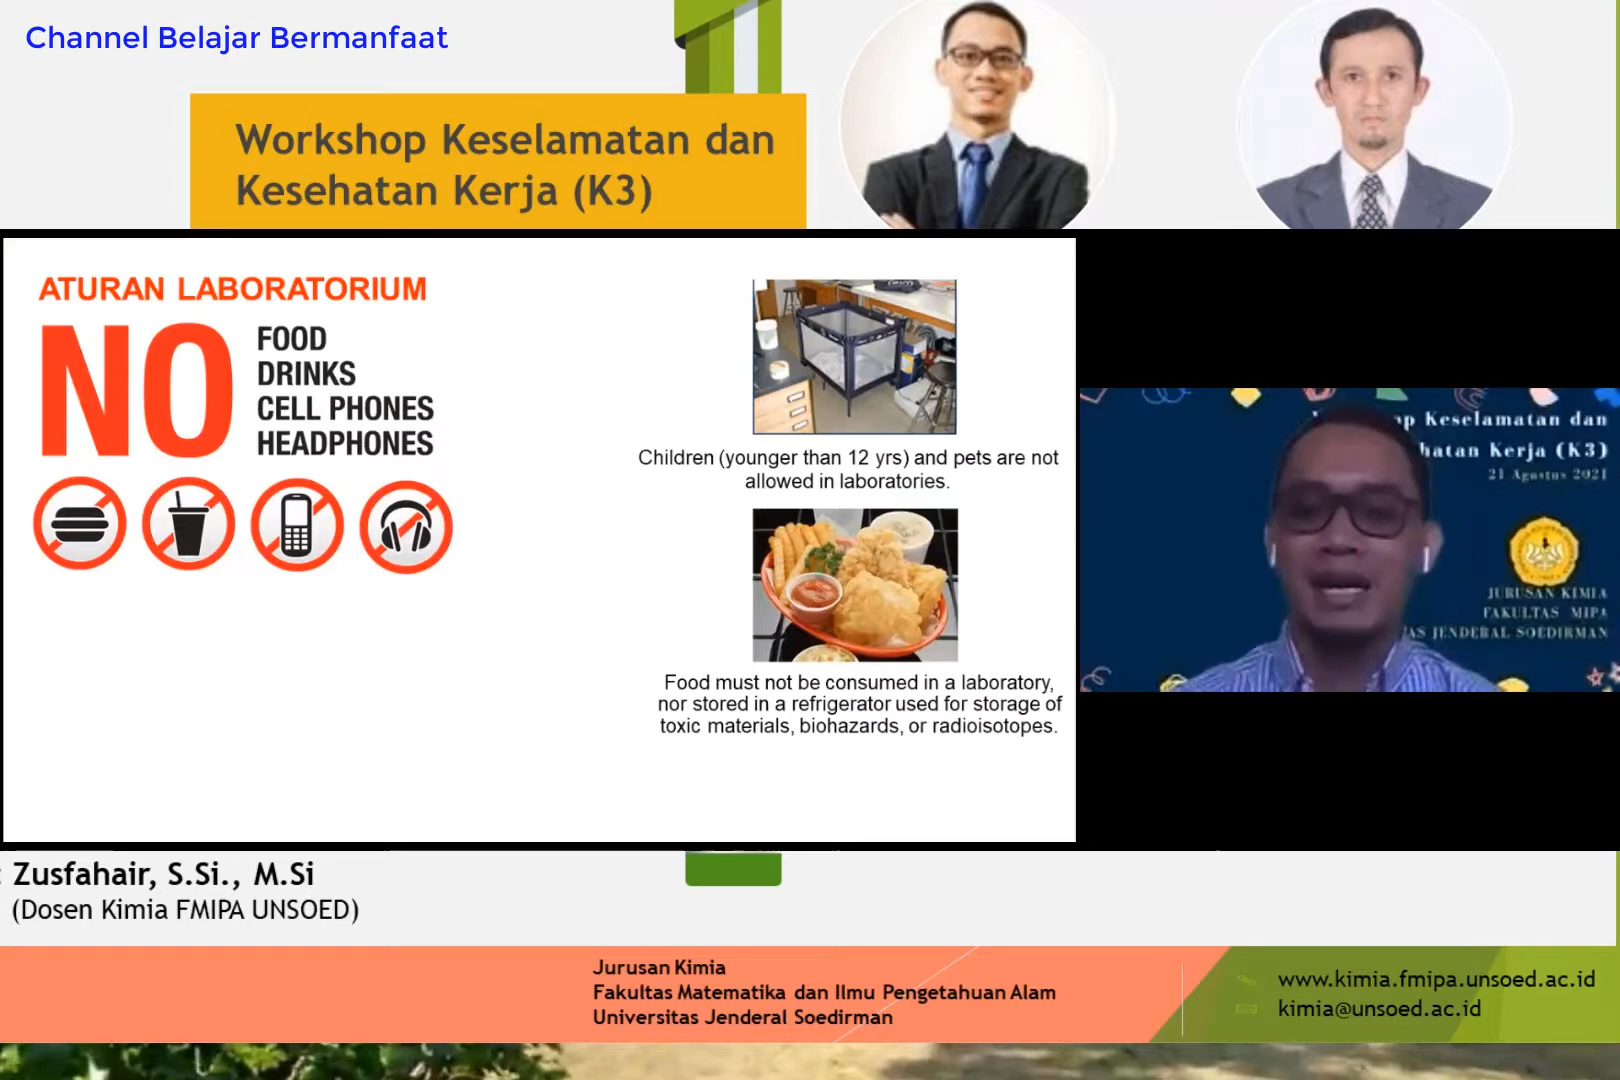 Channel Belajar Bermanfaat
Workshop Keselamatan dan
Kesehatan Kerja (K3)
ATURAN LABORATORIUM
NO
FOOD
DRINKS
CELL PHONES
HEADPHONES
Children (younger than 12 yrs) and pets are not
allowed in laboratories.
Food must not be consumed in a laboratory,
nor stored in a refrigerator used for storage of
toxic materials, biohazards, or radioisotopes.
p Keselamatan dan
hatan Kerja (K3)
21 Agustus 2021
JURUSAN KIMIA
FAKULTAS MIPA
AS JENDERAL SOEDIRMAN
: Zusfahair, S.Si., M.Si
(Dosen Kimia FMIPA UNSOED)
Jurusan Kimia
Fakultas Matematika dan Ilmu Pengetahuan Alam
Universitas Jenderal Soedirman
www.kimia.fmipa.unsoed.ac.id
kimia@unsoed.ac.id